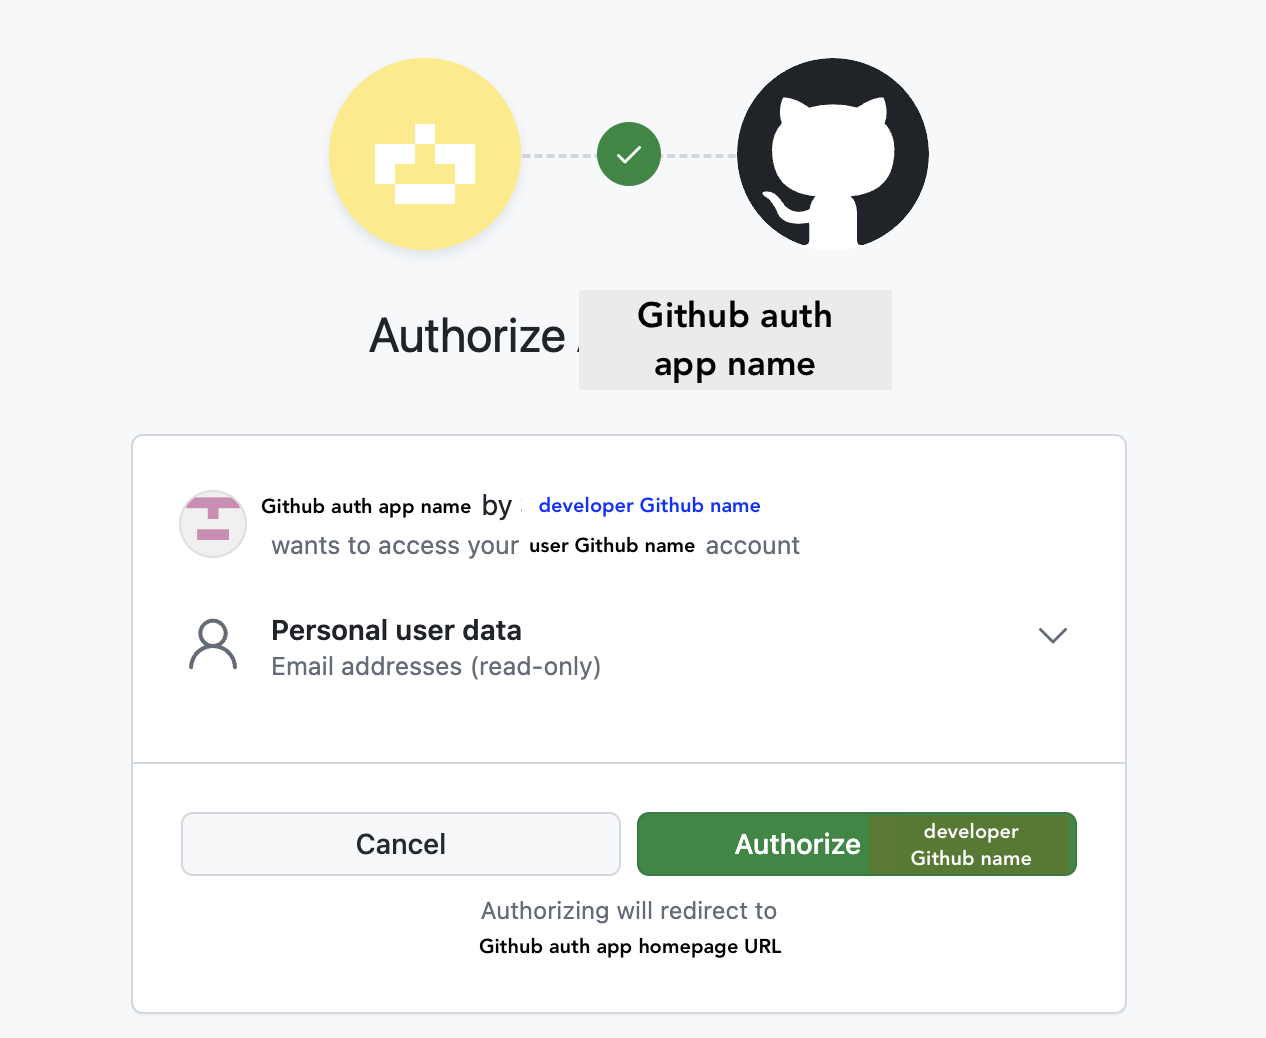 Authorize Github auth app name
Github auth app name by developer Github name
wants to access your user Github name account
Personal user data
Email addresses (read-only)
Cancel
Authorize developer Github name
Authorizing will redirect to
Github auth app homepage URL